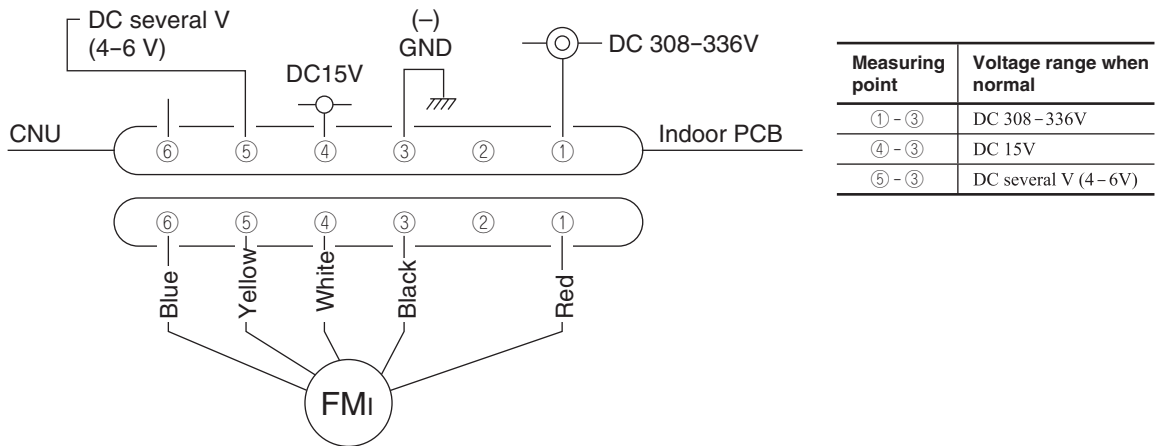 DC several V
(4–6 V)
DC15V
(–)
GND
DC 308–336V
CNU
Indoor PCB
⑥ ⑤ ④ ③ ② ①
⑥ ⑤ ④ ③ ② ①
Blue
Yellow
White
Black
Red
FMI
Measuring point | Voltage range when normal
① – ③ | DC 308 – 336V
④ – ③ | DC 15V
⑤ – ③ | DC several V (4 – 6V)